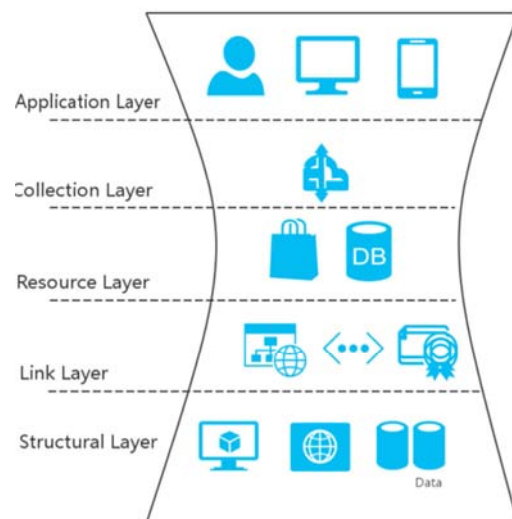 Application Layer
Collection Layer
DB
Resource Layer
Link Layer
Structural Layer
Data